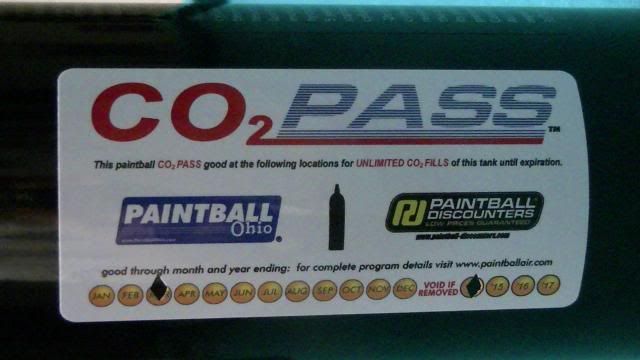 CO2 PASS™
This paintball CO2 PASS good at the following locations for UNLIMITED CO2 FILLS of this tank until expiration.
PAINTBALL
Ohio.
PAINTBALL
DISCOUNTERS
LOW PRICES GUARANTEED
good through month and year ending: for complete program details visit www.paintballair.com
JAN FEB APR MAY JUN JUL AUG SEP OCT NOV DEC VOID IF REMOVED '15 '16 '17